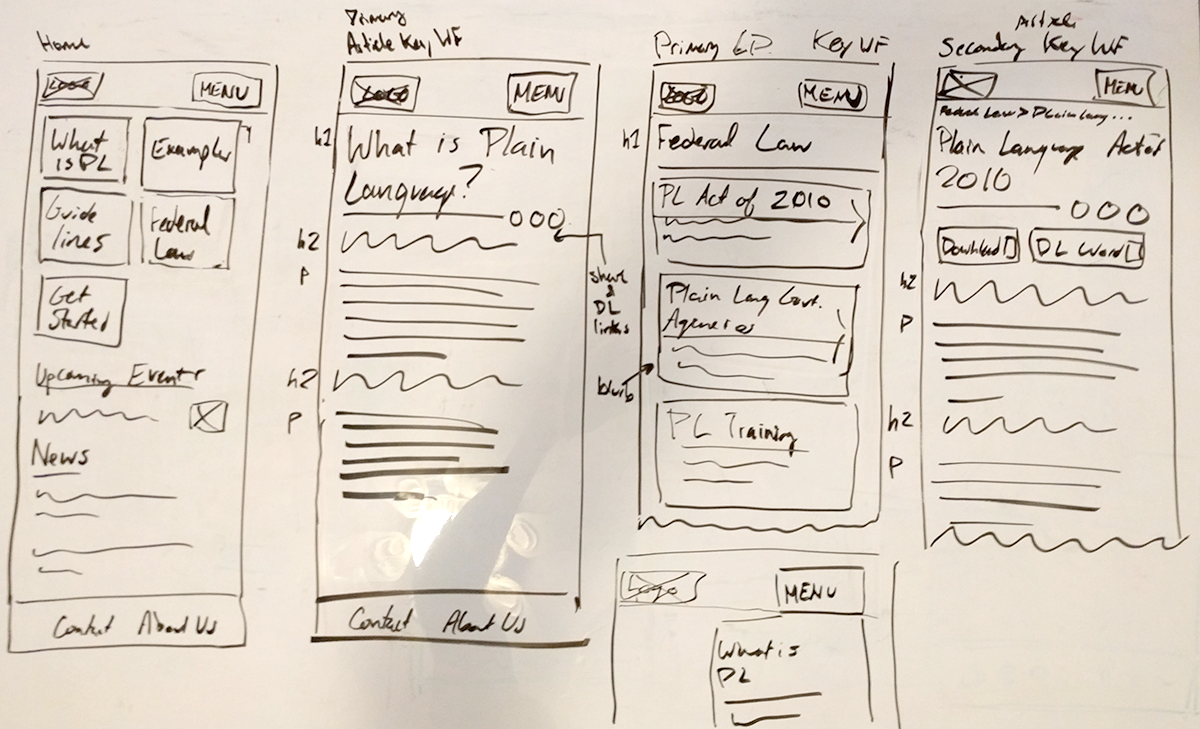 Home
LOGO
MENU
What
is PL
Examples
Guide
lines
Federal
Law
Get
Started
Upcoming Events
News
Contact About Us
Primary
Article Key WF
LOGO
MENU
h1
What is Plain
Language?
h2
P
share
&
DL
links
h2
P
Contact About Us
Primary LP Key WF
LOGO
MENU
h1
Federal Law
PL Act of 2010
Plain Lang Govt.
Agencies
blurb
PL Training
Logo
MENU
What is
PL
Article
Secondary Key WF
MENU
Federal Law > Plain Lang...
Plain Language Act of
2010
Download
DL Word
h2
P
h2
P